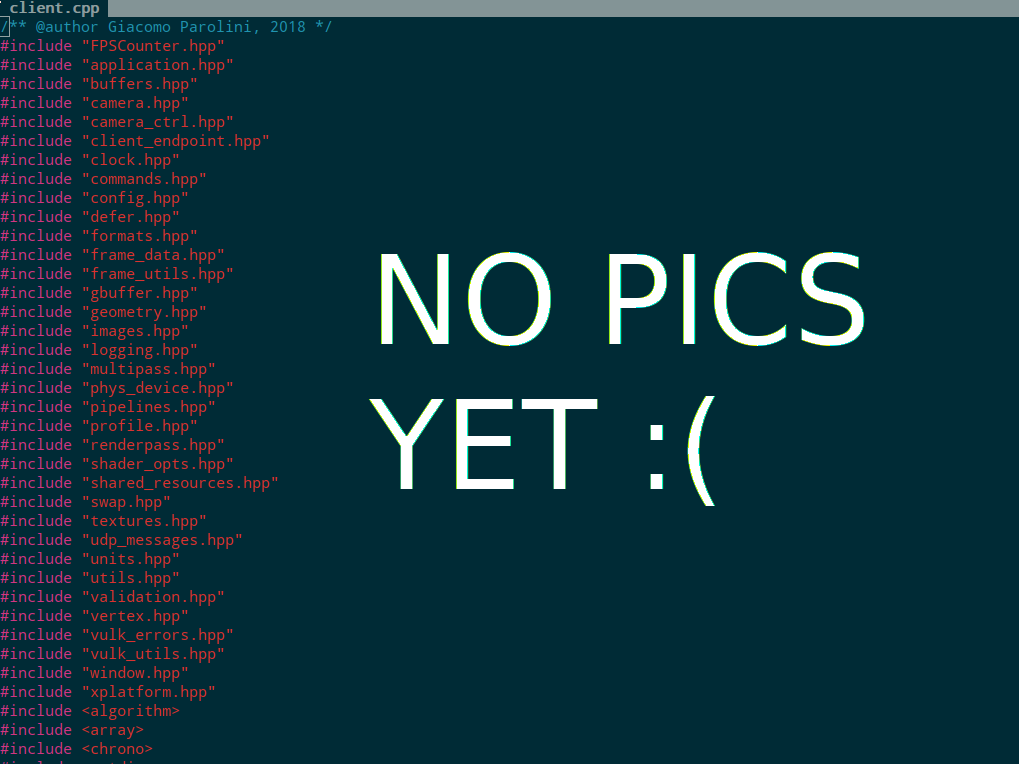 client.cpp
/** @author Giacomo Parolini, 2018 */
#include "FPSCounter.hpp"
#include "application.hpp"
#include "buffers.hpp"
#include "camera.hpp"
#include "camera_ctrl.hpp"
#include "client_endpoint.hpp"
#include "clock.hpp"
#include "commands.hpp"
#include "config.hpp"
#include "defer.hpp"
#include "formats.hpp"
#include "frame_data.hpp"
#include "frame_utils.hpp"
#include "gbuffer.hpp"
#include "geometry.hpp"
#include "images.hpp"
#include "logging.hpp"
#include "multipass.hpp"
#include "phys_device.hpp"
#include "pipelines.hpp"
#include "profile.hpp"
#include "renderpass.hpp"
#include "shader_opts.hpp"
#include "shared_resources.hpp"
#include "swap.hpp"
#include "textures.hpp"
#include "udp_messages.hpp"
#include "units.hpp"
#include "utils.hpp"
#include "validation.hpp"
#include "vertex.hpp"
#include "vulk_errors.hpp"
#include "vulk_utils.hpp"
#include "window.hpp"
#include "xplatform.hpp"
#include <algorithm>
#include <array>
#include <chrono>
NO PICS
YET :(